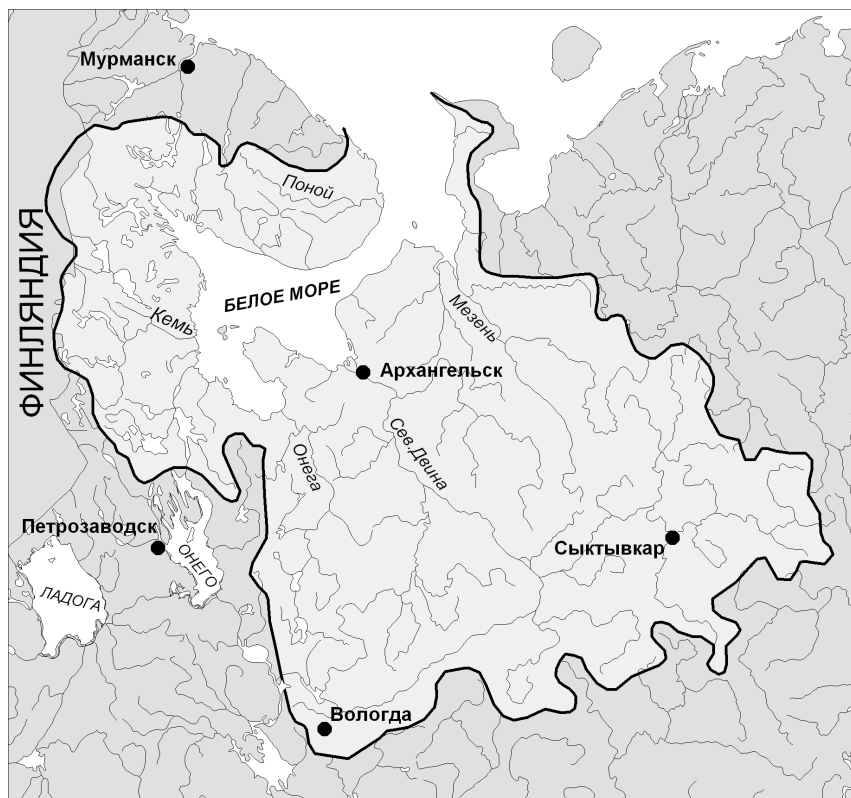 Мурманск
Поной
ФИНЛЯНДИЯ
БЕЛОЕ МОРЕ
Кемь
Мезень
Архангельск
Сев.Двина
Онега
Петрозаводск
ОНЕГО
Сыктывкар
ЛАДОГА
Вологда